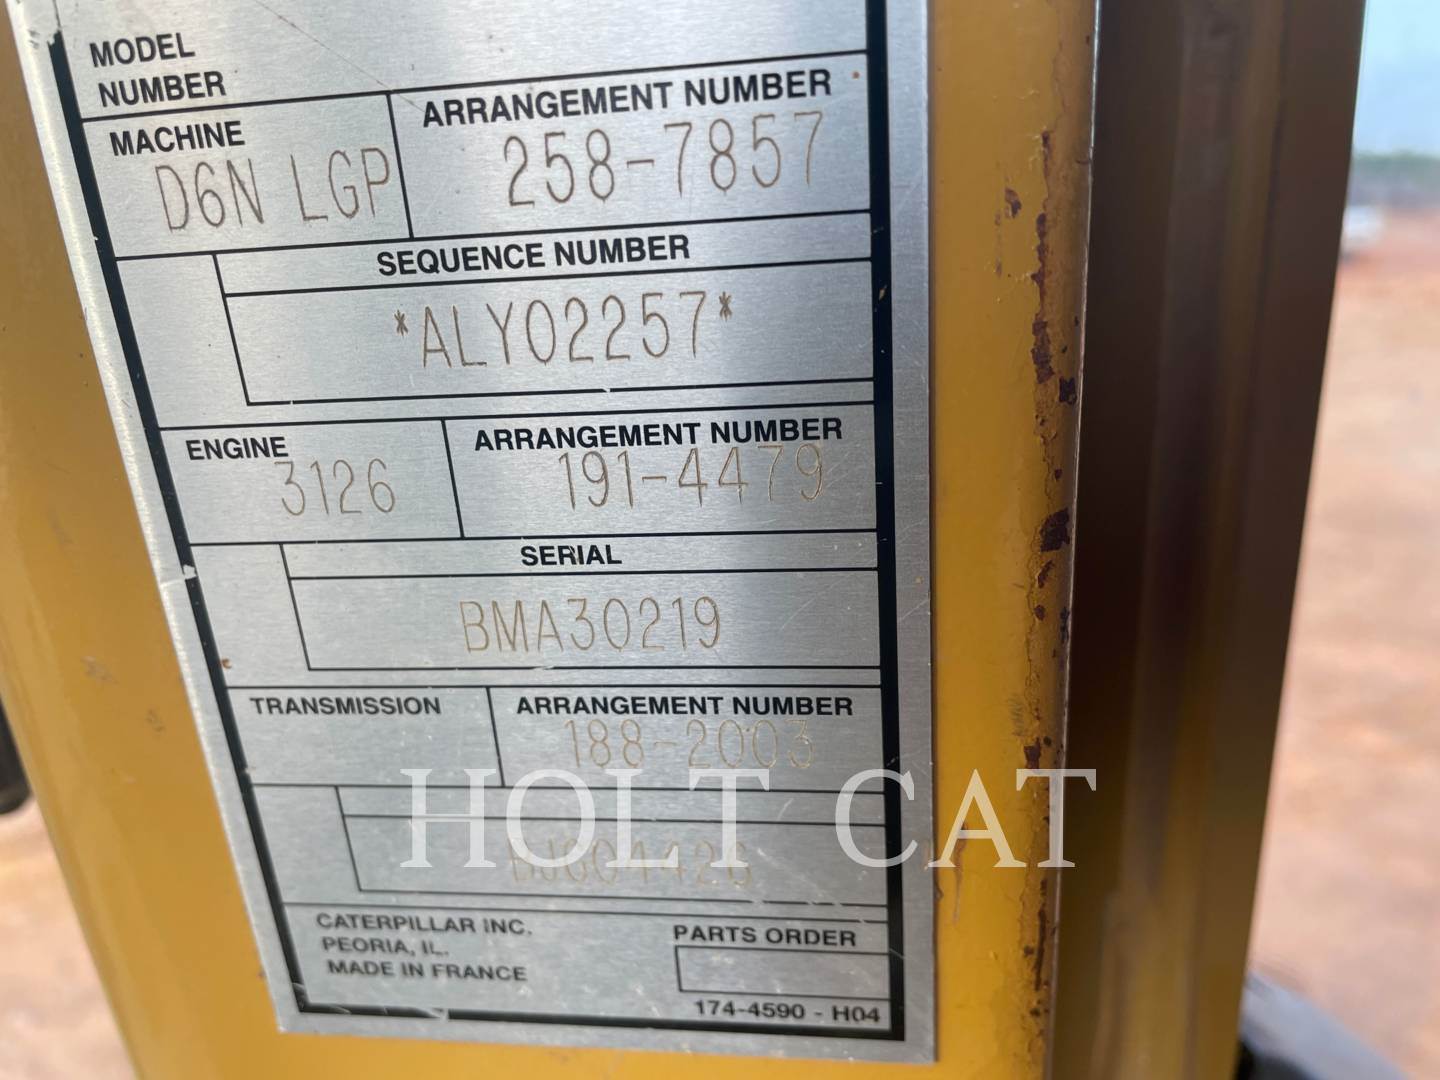 MODEL
NUMBER
MACHINE
D6N LGP
ARRANGEMENT NUMBER
258-7857
SEQUENCE NUMBER
*ALY02257*
ENGINE
3126
ARRANGEMENT NUMBER
191-4479
SERIAL
BMA30219
TRANSMISSION
ARRANGEMENT NUMBER
188-2003
HOLT CAT
CATERPILLAR INC.
PEORIA, IL.
MADE IN FRANCE
PARTS ORDER
174-4590 - H04